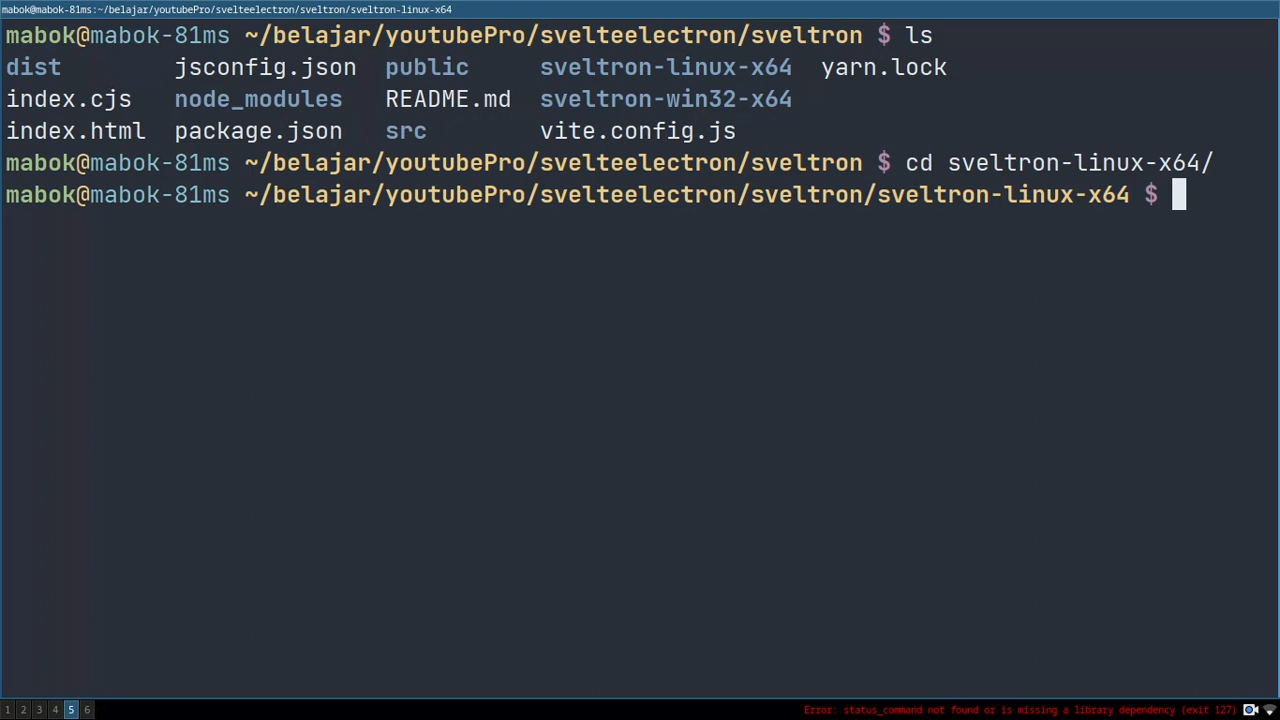 mabok@mabok-81ms:~/belajar/youtubePro/svelteelectron/sveltron/sveltron-linux-x64
mabok@mabok-81ms ~/belajar/youtubePro/svelteelectron/sveltron $ ls
dist jsconfig.json public sveltron-linux-x64 yarn.lock
index.cjs node_modules README.md sveltron-win32-x64
index.html package.json src vite.config.js
mabok@mabok-81ms ~/belajar/youtubePro/svelteelectron/sveltron $ cd sveltron-linux-x64/
mabok@mabok-81ms ~/belajar/youtubePro/svelteelectron/sveltron/sveltron-linux-x64 $
1 2 3 4 5 6 Error: status_command not found or is missing a library dependency (exit 127)